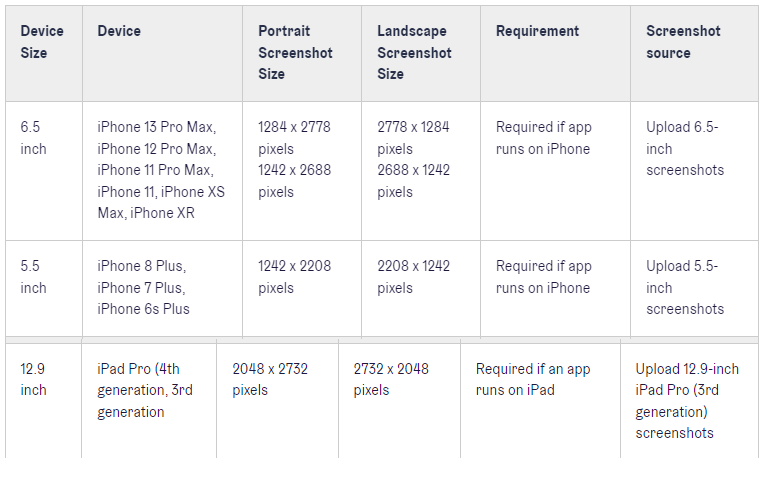 Device Size
Device
Portrait Screenshot Size
Landscape Screenshot Size
Requirement
Screenshot source
6.5 inch
iPhone 13 Pro Max,
iPhone 12 Pro Max,
iPhone 11 Pro Max,
iPhone 11, iPhone XS
Max, iPhone XR
1284 x 2778
pixels
1242 x 2688
pixels
2778 x 1284
pixels
2688 x 1242
pixels
Required if app
runs on iPhone
Upload 6.5-
inch
screenshots
5.5
inch
iPhone 8 Plus,
iPhone 7 Plus,
iPhone 6s Plus
1242 x 2208
pixels
2208 x 1242
pixels
Required if app
runs on iPhone
Upload 5.5-
inch
screenshots
12.9
inch
iPad Pro (4th
generation, 3rd
generation
2048 x 2732
pixels
2732 x 2048
pixels
Required if an app
runs on iPad
Upload 12.9-inch
iPad Pro (3rd
generation)
screenshots